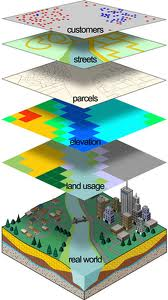 customers
streets
parcels
elevation
land usage
real world